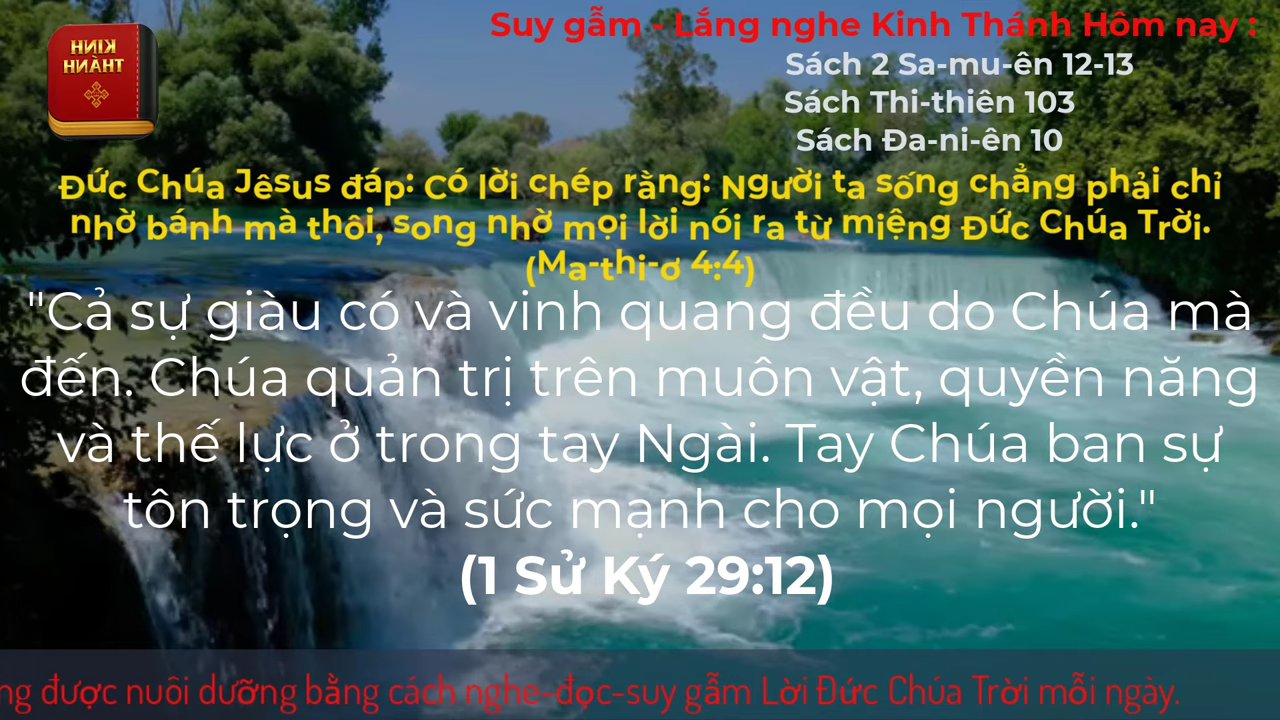 KINH
THÁNH
Suy gẫm - Lắng nghe Kinh Thánh Hôm nay :
Sách 2 Sa-mu-ên 12-13
Sách Thi-thiên 103
Sách Đa-ni-ên 10
Đức Chúa Jêsus đáp: Có lời chép rằng: Người ta sống chẳng phải chỉ
nhờ bánh mà thôi, song nhờ mọi lời nói ra từ miệng Đức Chúa Trời.
(Ma-thi-ơ 4:4)
"Cả sự giàu có và vinh quang đều do Chúa mà
đến. Chúa quản trị trên muôn vật, quyền năng
và thế lực ở trong tay Ngài. Tay Chúa ban sự
tôn trọng và sức mạnh cho mọi người."
(1 Sử Ký 29:12)
ng được nuôi dưỡng bằng cách nghe-đọc-suy gẫm Lời Đức Chúa Trời mỗi ngày.